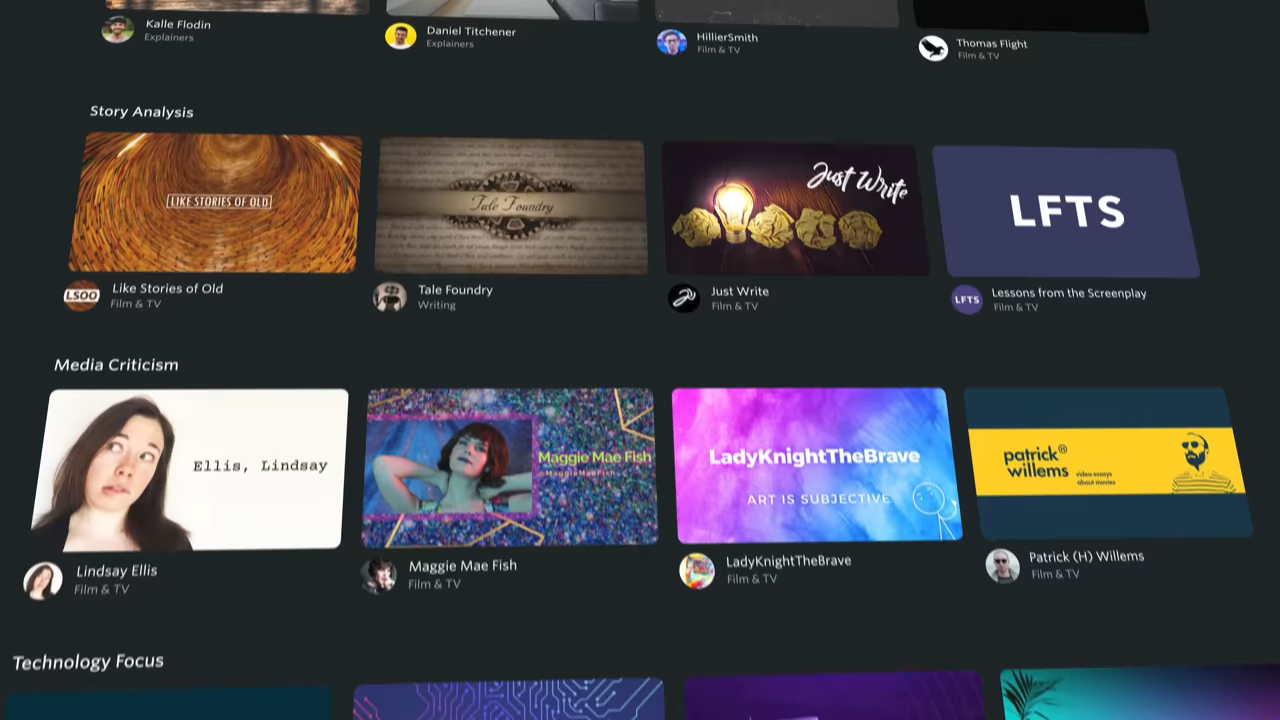 Kalle Flodin
Explainers
Daniel Titchener
Explainers
HillierSmith
Film & TV
Thomas Flight
Film & TV
Story Analysis
LIKE STORIES OF OLD
Tale Foundry
Just Write
LFTS
LSOO
Like Stories of Old
Film & TV
Tale Foundry
Writing
Just Write
Film & TV
LFTS
Lessons from the Screenplay
Film & TV
Media Criticism
Ellis, Lindsay
Maggie Mae Fish
MaggieMaeFish
LadyKnightTheBrave
ART IS SUBJECTIVE
patrick®
willems
video essays
about movies
Lindsay Ellis
Film & TV
Maggie Mae Fish
Film & TV
LadyKnightTheBrave
Film & TV
Patrick (H) Willems
Film & TV
Technology Focus